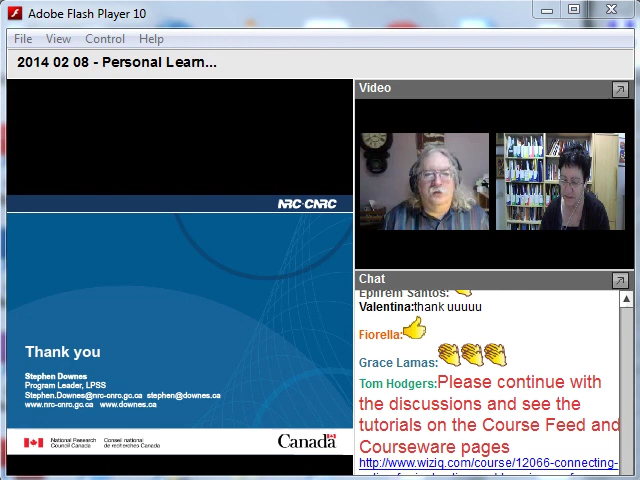 Adobe Flash Player 10
File View Control Help
2014 02 08 - Personal Learn...
NRC·CNRC
Thank you
Stephen Downes
Program Leader, LPSS
Stephen.Downes@nrc-cnrc.gc.ca stephen@downes.ca
www.nrc-cnrc.gc.ca www.downes.ca
National Research
Council Canada
Conseil national
de recherches Canada
Canada
Video
Chat
Ephrem Santos:
Valentina:thank uuuuu
Fiorella:
Grace Lamas:
Tom Hodgers:Please continue with
the discussions and see the
tutorials on the Course Feed and
Courseware pages
http://www.wiziq.com/course/12066-connecting-